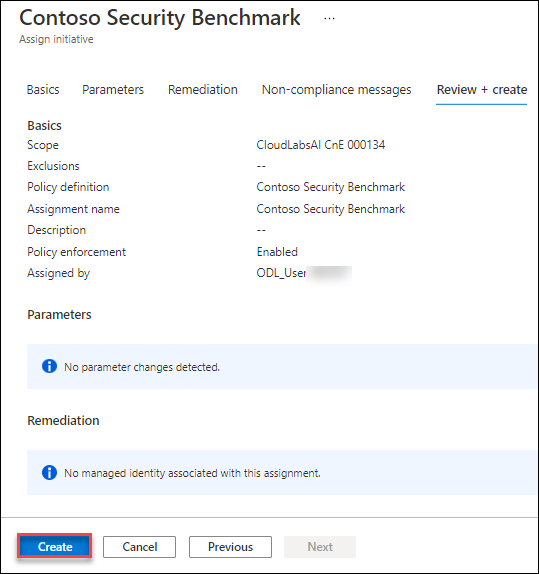 Contoso Security Benchmark ...
Assign initiative
Basics Parameters Remediation Non-compliance messages Review + create
Basics
Scope CloudLabsAI CnE 000134
Exclusions --
Policy definition Contoso Security Benchmark
Assignment name Contoso Security Benchmark
Description --
Policy enforcement Enabled
Assigned by ODL_User
Parameters
No parameter changes detected.
Remediation
No managed identity associated with this assignment.
Create Cancel Previous Next